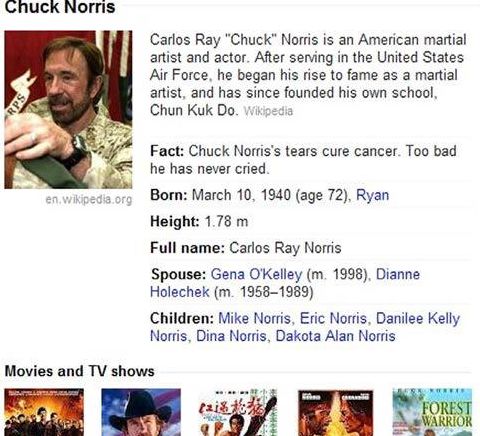 Chuck Norris
Carlos Ray "Chuck" Norris is an American martial
artist and actor. After serving in the United States
Air Force, he began his rise to fame as a martial
artist, and has since founded his own school,
Chun Kuk Do. Wikipedia
en.wikipedia.org
Fact: Chuck Norris's tears cure cancer. Too bad
he has never cried.
Born: March 10, 1940 (age 72), Ryan
Height: 1.78 m
Full name: Carlos Ray Norris
Spouse: Gena O'Kelley (m. 1998), Dianne
Holechek (m. 1958–1989)
Children: Mike Norris, Eric Norris, Danilee Kelly
Norris, Dina Norris, Dakota Alan Norris
Movies and TV shows
FOREST
WARRIOR